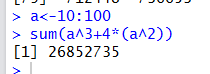 > a<-10:100
> sum(a^3+4*(a^2))
[1] 26852735
>